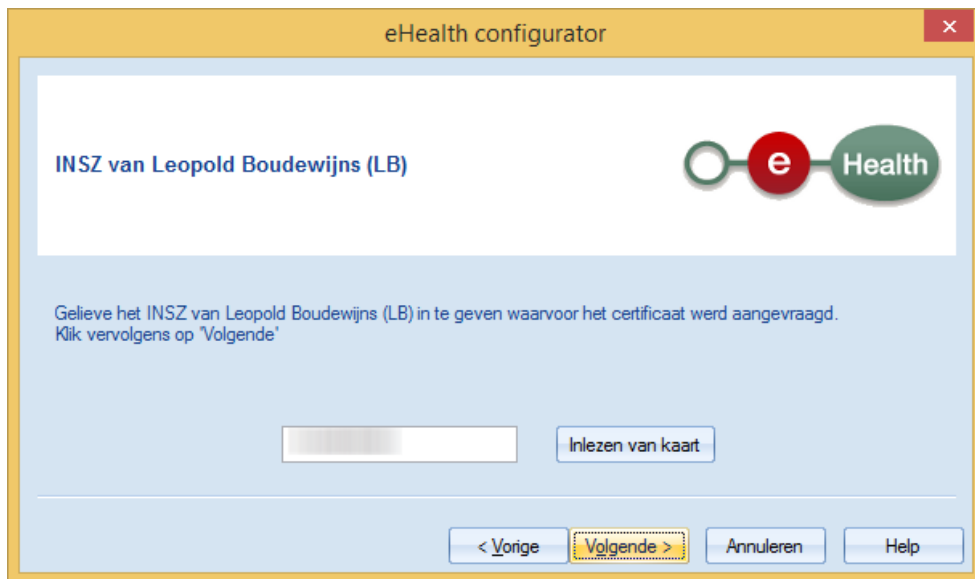 eHealth configurator
INSZ van Leopold Boudewijns (LB)
e Health
Gelieve het INSZ van Leopold Boudewijns (LB) in te geven waarvoor het certificaat werd aangevraagd.
Klik vervolgens op 'Volgende'
Inlezen van kaart
< Vorige Volgende > Annuleren Help